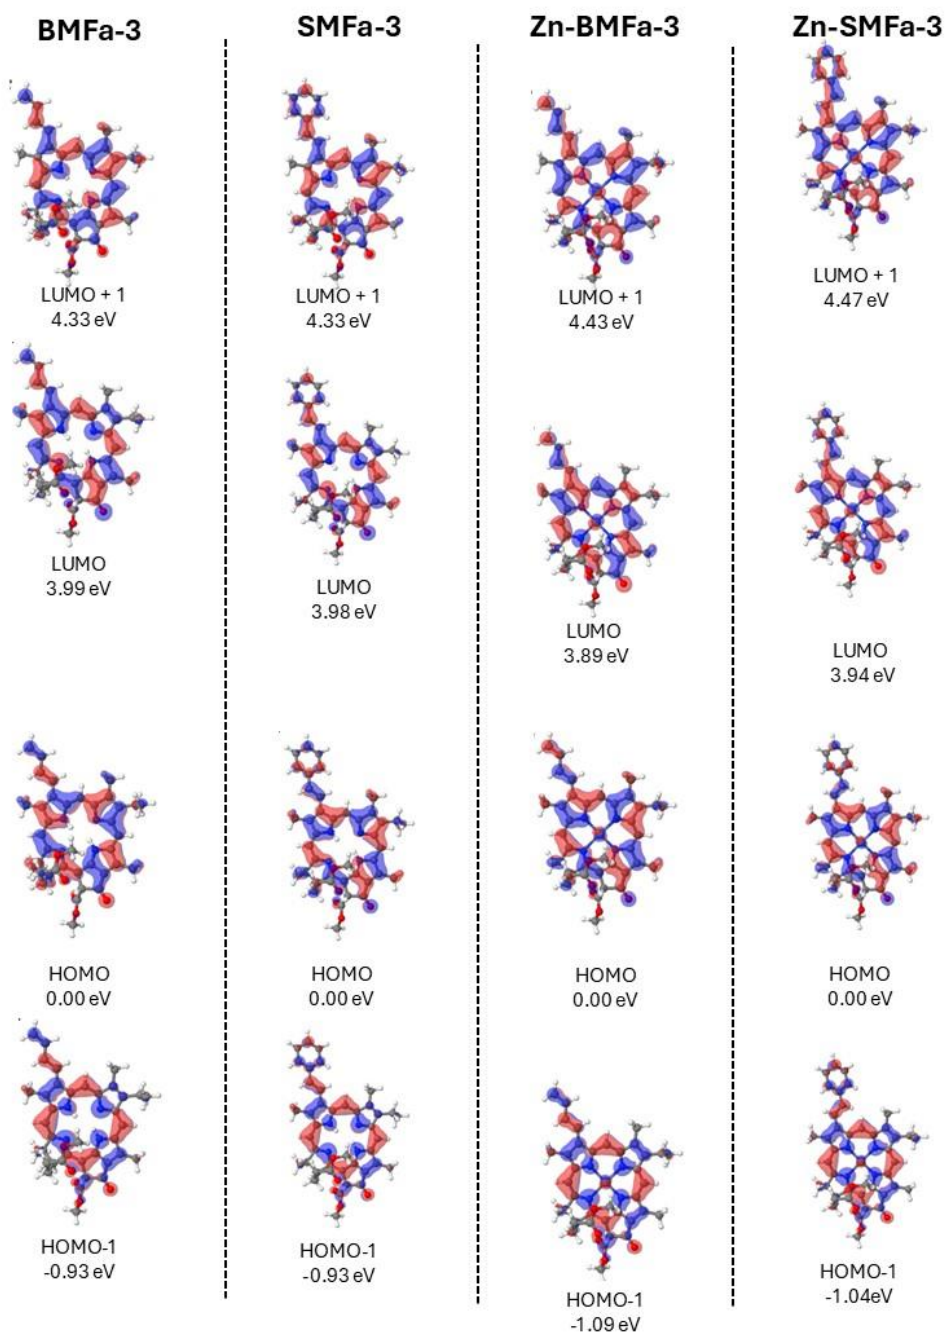 BMFa-3
SMFa-3
Zn-BMFa-3
Zn-SMFa-3
LUMO + 1
4.33 eV
LUMO + 1
4.33 eV
LUMO + 1
4.43 eV
LUMO + 1
4.47 eV
LUMO
3.99 eV
LUMO
3.98 eV
LUMO
3.89 eV
LUMO
3.94 eV
HOMO
0.00 eV
HOMO
0.00 eV
HOMO
0.00 eV
HOMO
0.00 eV
HOMO-1
-0.93 eV
HOMO-1
-0.93 eV
HOMO-1
-1.09 eV
HOMO-1
-1.04eV